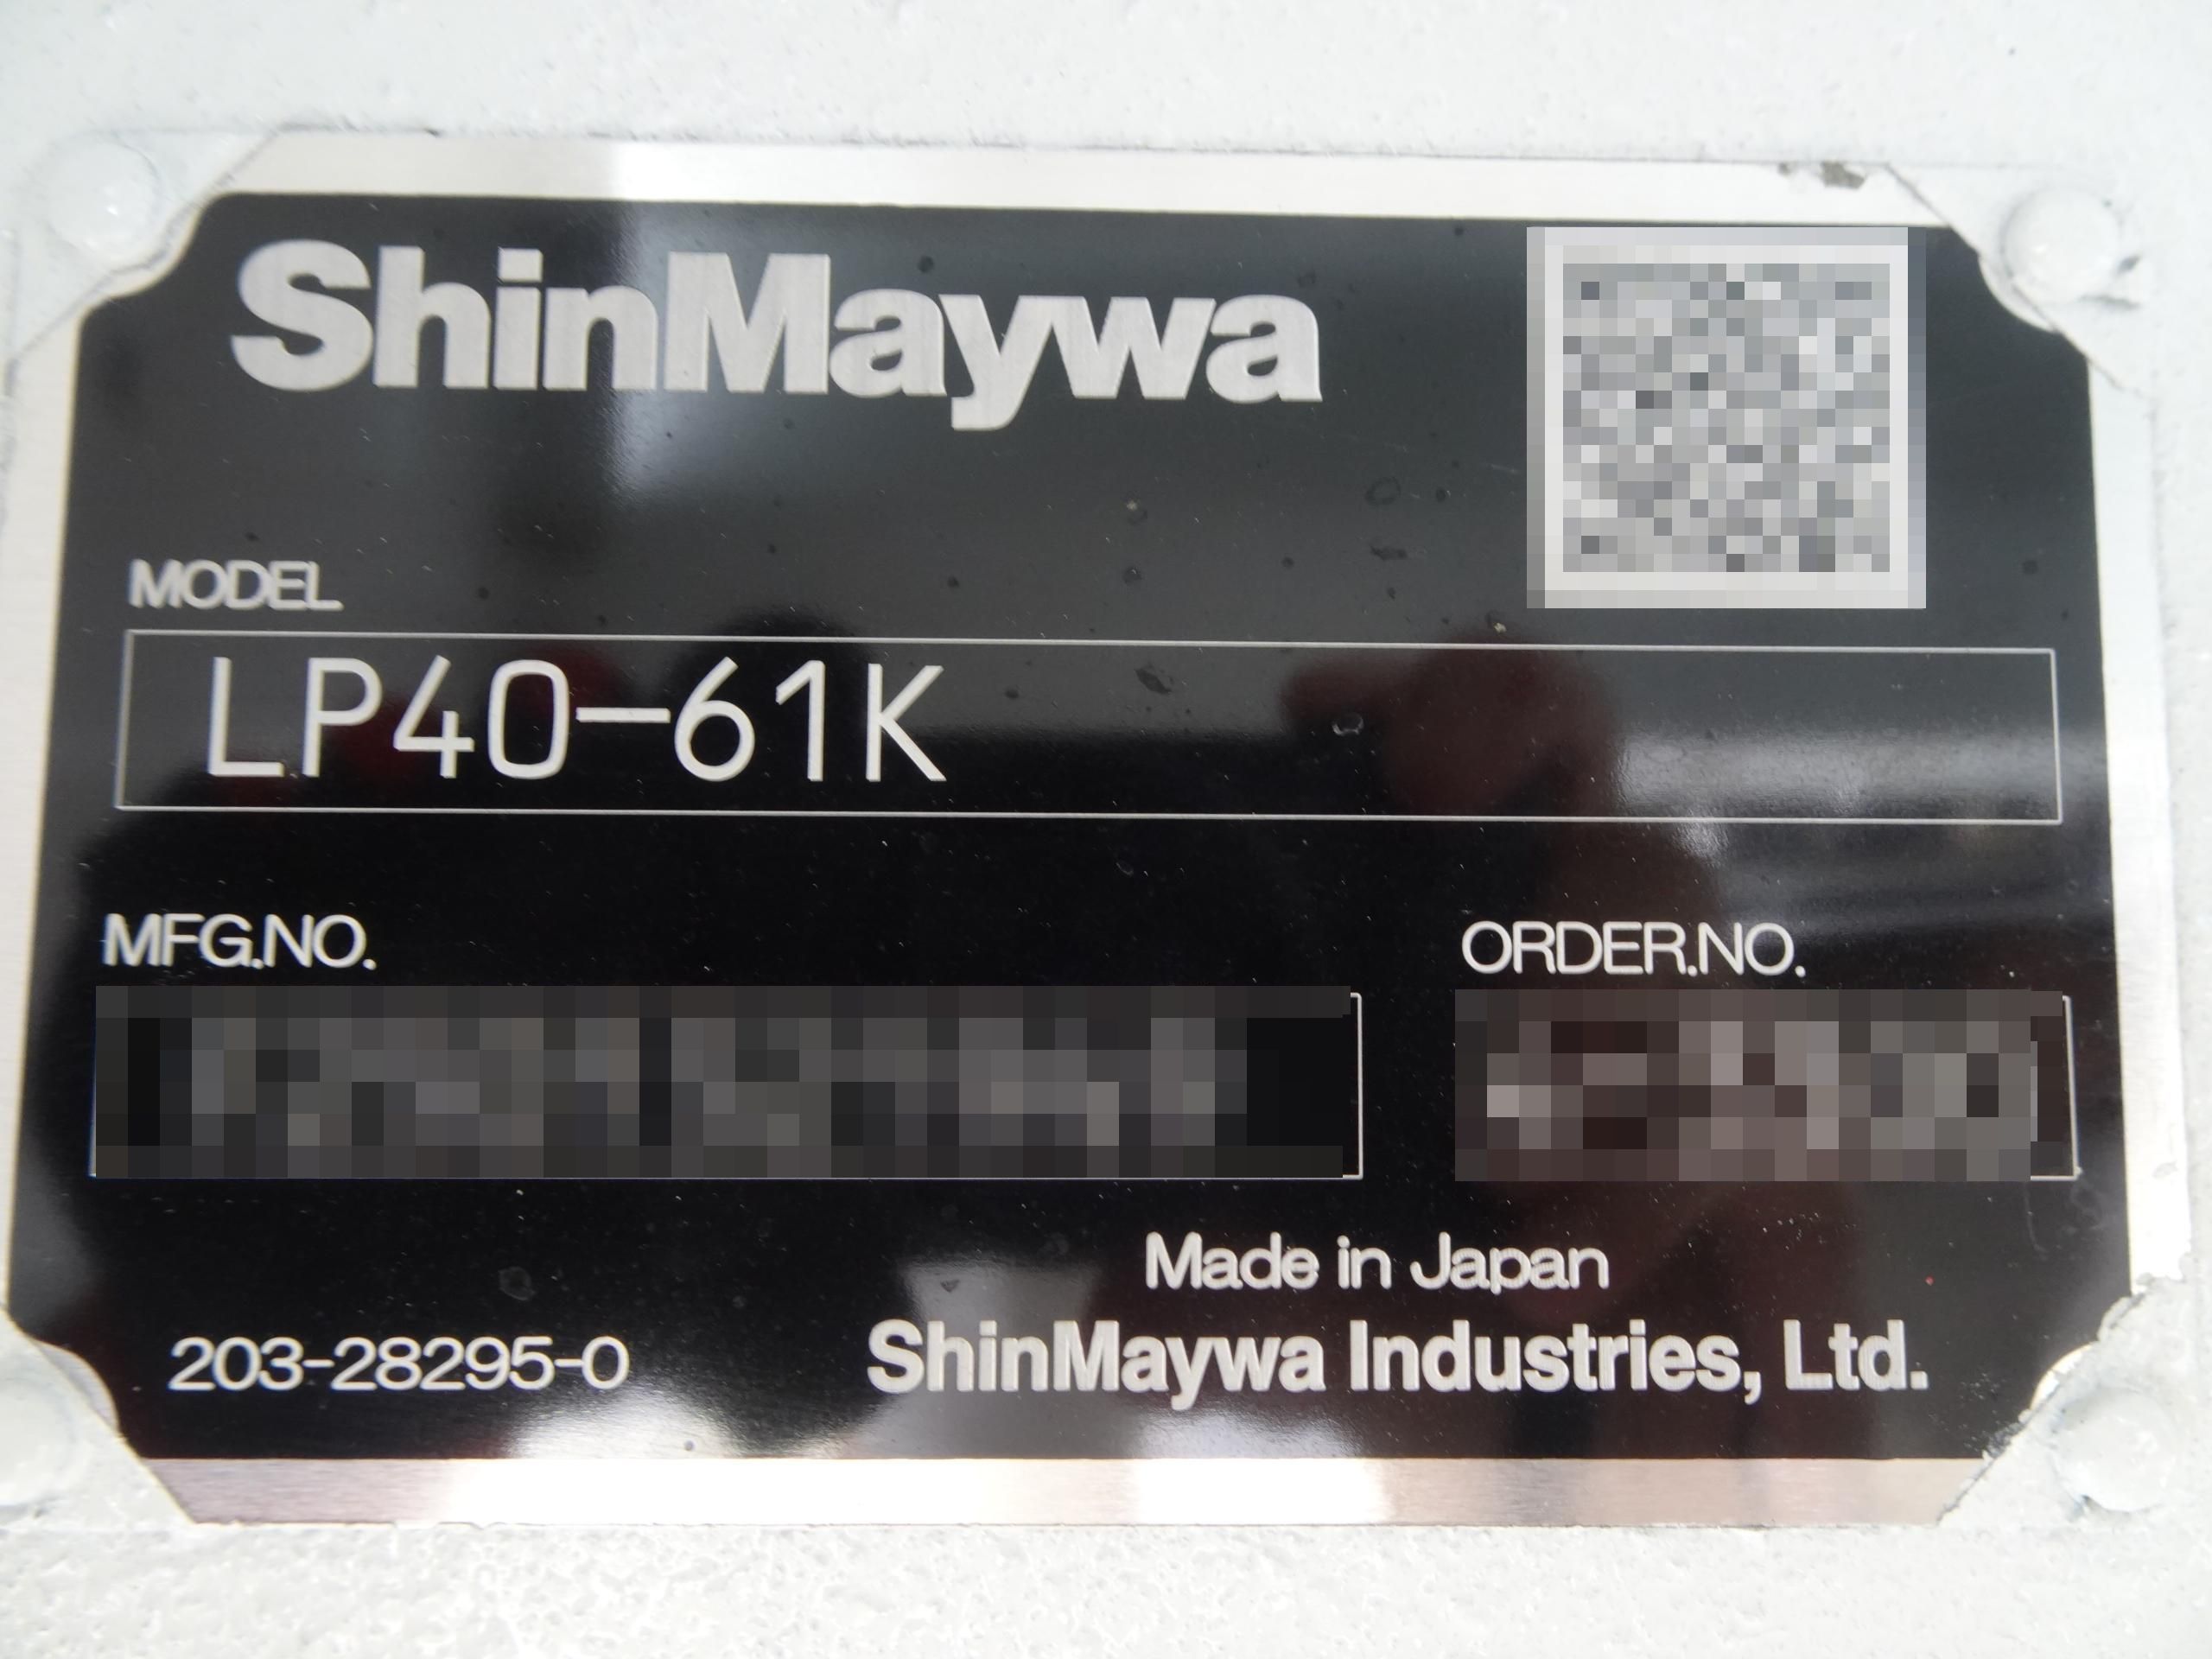 ShinMaywa
MODEL
LP40-61K
MFG.NO.
ORDER.NO.
Made in Japan
203-28295-0
ShinMaywa Industries, Ltd.